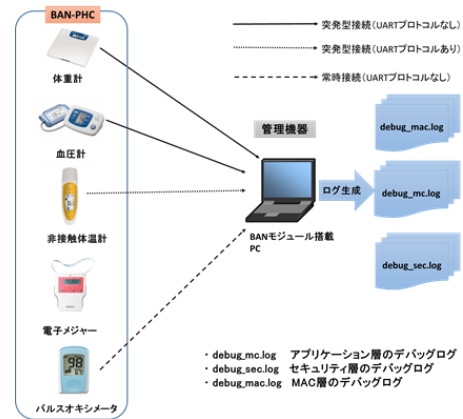 BAN-PHC
体重計
血圧計
非接触体温計
電子メジャー
98
パルスオキシメータ
突発型接続(UARTプロトコルなし)
突発型接続(UARTプロトコルあり)
常時接続(UARTプロトコルなし)
管理機器
BANモジュール搭載
PC
ログ生成
debug_mac.log
debug_mc.log
debug_sec.log
・debug_mc.log アプリケーション層のデバッグログ
・debug_sec.log セキュリティ層のデバッグログ
・debug_mac.log MAC層のデバッグログ